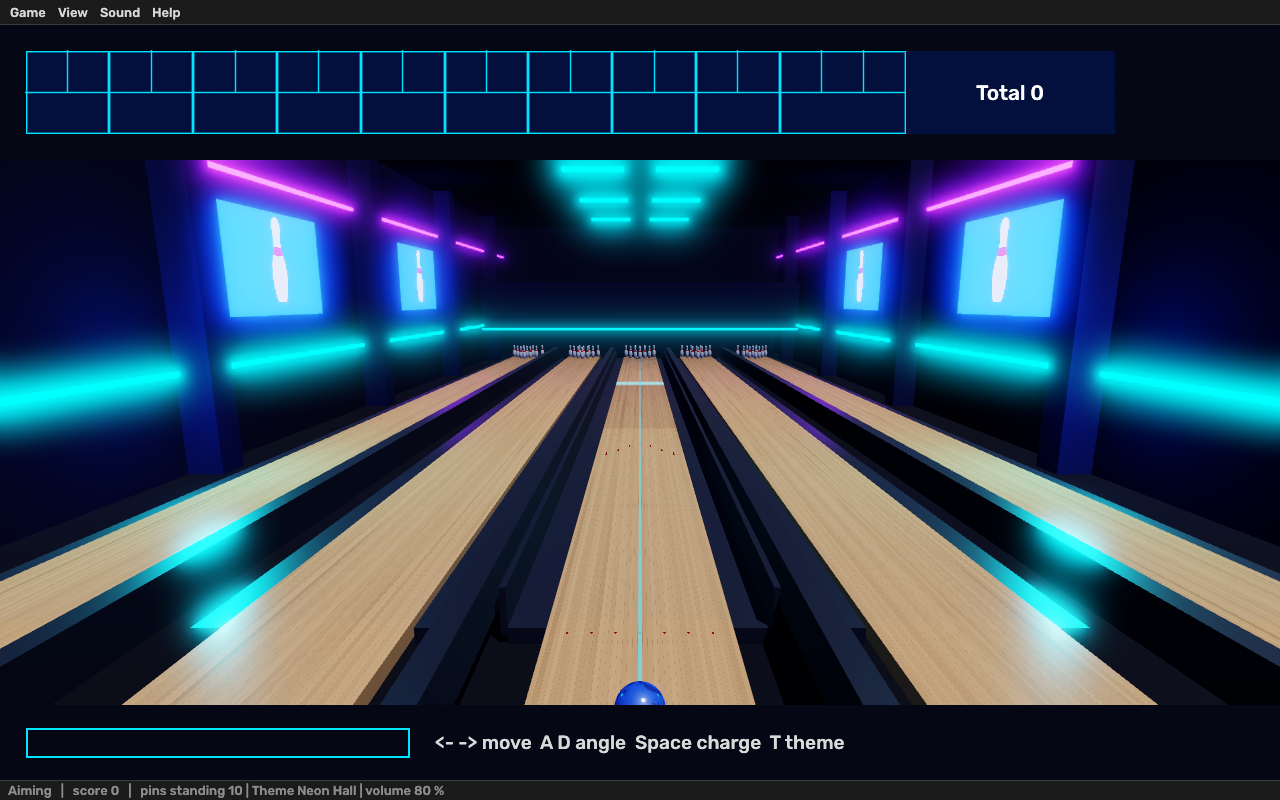 Game View Sound Help
Total 0
<- -> move A D angle Space charge T theme
Aiming | score 0 | pins standing 10 | Theme Neon Hall | volume 80 %